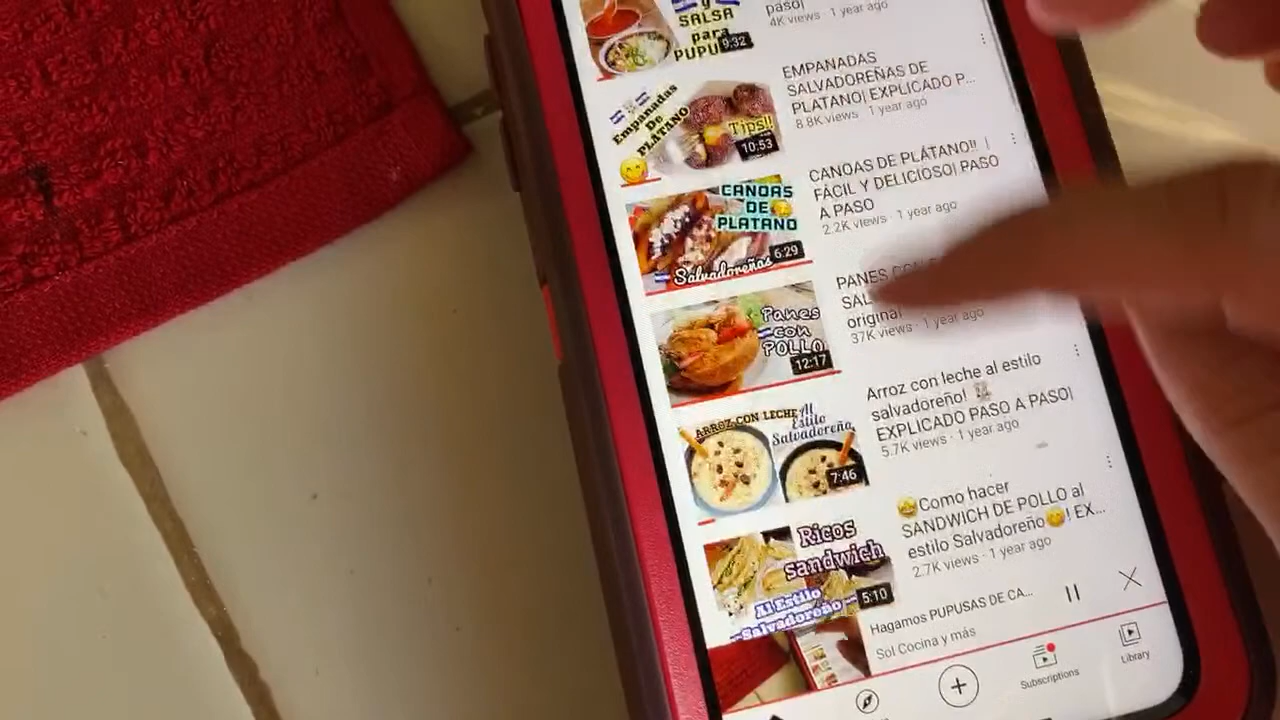 y
SALSA
para
PUPU
9:32
paso|
4K views · 1 year ago
Empanadas
De
PLATANO
Tips!!
10:53
EMPANADAS
SALVADOREÑAS DE
PLATANO| EXPLICADO P...
8.8K views · 1 year ago
CANOAS
DE
PLATANO
Salvadoreñas
6:29
CANOAS DE PLÁTANO!! |
FÁCIL Y DELICIOSO| PASO
A PASO
2.2K views · 1 year ago
Panes
con
POLLO
12:17
PANES CON
original
37K views · 1 year ago
ARROZ CON LECHE Al
Estilo
Salvadoreño
7:46
Arroz con leche al estilo
salvadoreño!
EXPLICADO PASO A PASO|
5.7K views · 1 year ago
Ricos
sandwich
Al Estilo
Salvadoreño
5:10
🤩Como hacer
SANDWICH DE POLLO al
estilo Salvadoreño😋! EX...
2.7K views · 1 year ago
Hagamos PUPUSAS DE CA...
Sol Cocina y más
Subscriptions
Library